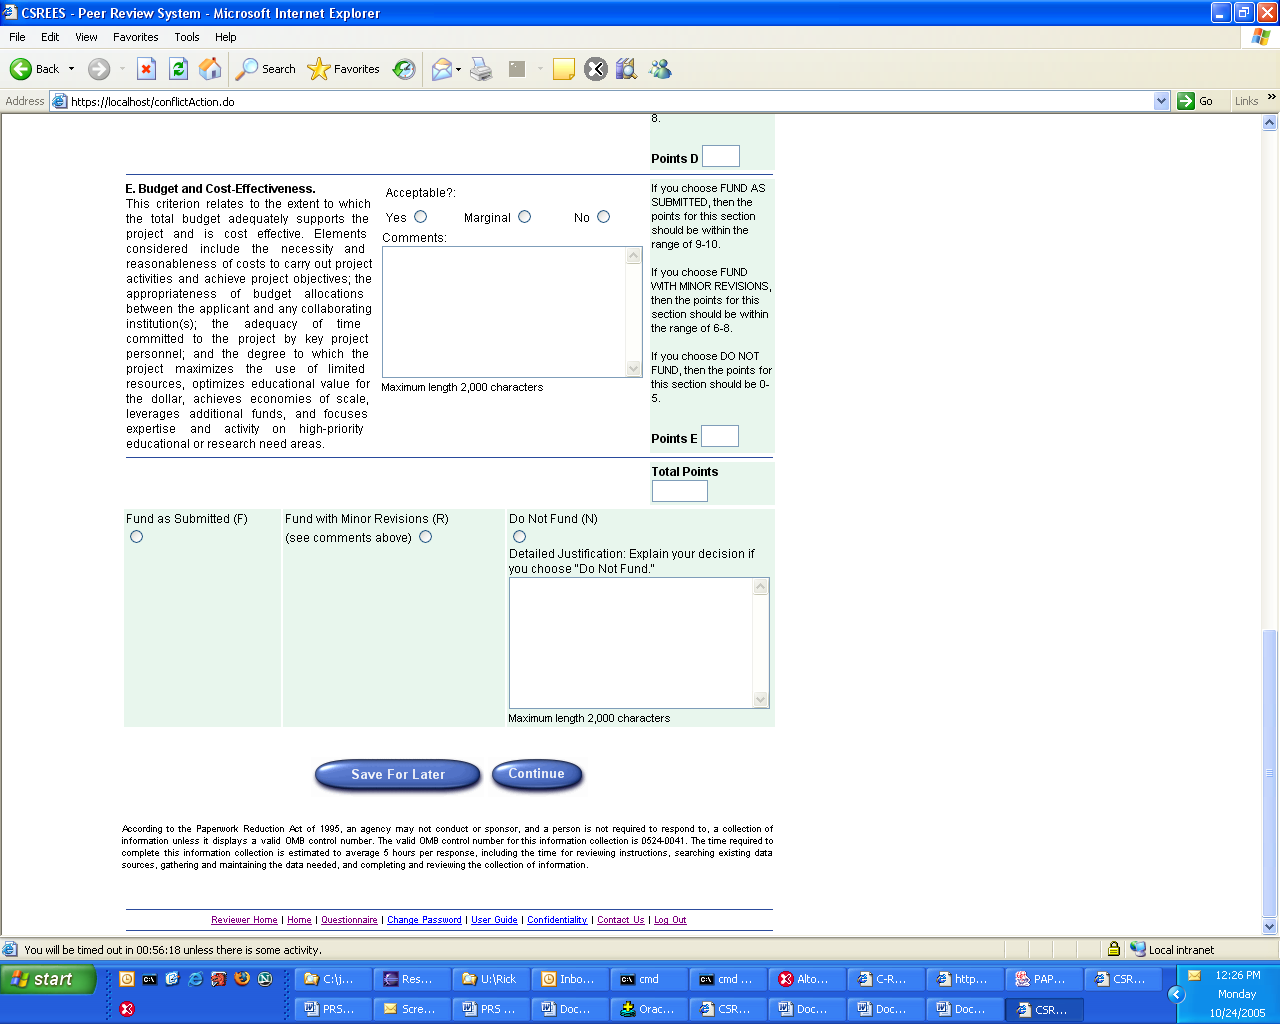 CSREES - Peer Review System - Microsoft Internet Explorer
File Edit View Favorites Tools Help
Back Search Favorites
Address https://localhost/conflictAction.do Go Links »
8.
Points D
E. Budget and Cost-Effectiveness.
This criterion relates to the extent to which
the total budget adequately supports the
project and is cost effective. Elements
considered include the necessity and
reasonableness of costs to carry out project
activities and achieve project objectives; the
appropriateness of budget allocations
between the applicant and any collaborating
institution(s); the adequacy of time
committed to the project by key project
personnel; and the degree to which the
project maximizes the use of limited
resources, optimizes educational value for
the dollar, achieves economies of scale,
leverages additional funds, and focuses
expertise and activity on high-priority
educational or research need areas.
Acceptable?:
Yes Marginal No
Comments:
Maximum length 2,000 characters
If you choose FUND AS
SUBMITTED, then the
points for this section
should be within the
range of 9-10.
If you choose FUND
WITH MINOR REVISIONS,
then the points for this
section should be within
the range of 6-8.
If you choose DO NOT
FUND, then the points for
this section should be 0-
5.
Points E
Total Points
Fund as Submitted (F)
Fund with Minor Revisions (R)
(see comments above)
Do Not Fund (N)
Detailed Justification: Explain your decision if
you choose "Do Not Fund."
Maximum length 2,000 characters
Save For Later Continue
According to the Paperwork Reduction Act of 1995, an agency may not conduct or sponsor, and a person is not required to respond to, a collection of
information unless it displays a valid OMB control number. The valid OMB control number for this information collection is 0524-0041. The time required to
complete this information collection is estimated to average 5 hours per response, including the time for reviewing instructions, searching existing data
sources, gathering and maintaining the data needed, and completing and reviewing the collection of information.
Reviewer Home | Home | Questionnaire | Change Password | User Guide | Confidentiality | Contact Us | Log Out
You will be timed out in 00:56:18 unless there is some activity. Local intranet
start C:\j... Res... U:\Rick Inbo... cmd cmd ... Alto... C-R... http... PAP... CSR... 12:26 PM
Monday
PRS... Scre... PRS ... Doc... Orac... CSR... Doc... Doc... Doc... CSR... 10/24/2005